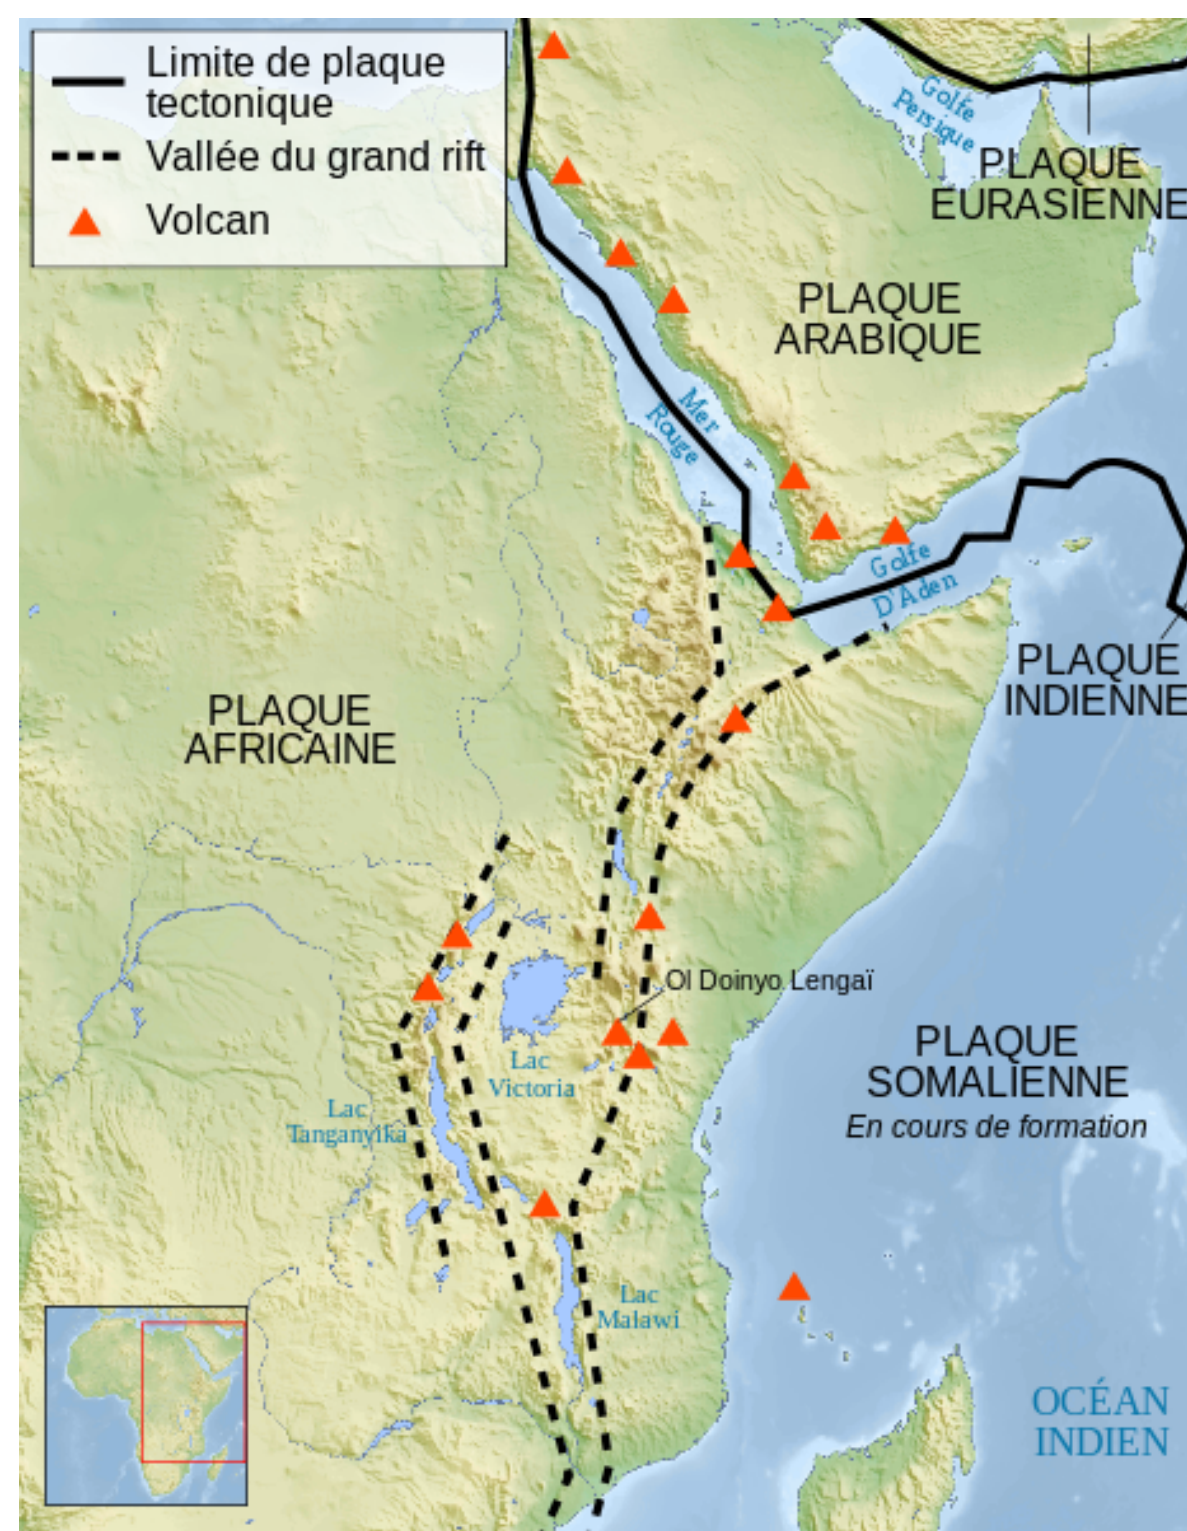 Limite de plaque
tectonique
Vallée du grand rift
Volcan
Golfe
Persique
PLAQUE
EURASIENNE
PLAQUE
ARABIQUE
Mer
Rouge
Golfe
D'Aden
PLAQUE
INDIENNE
PLAQUE
AFRICAINE
Ol Doinyo Lengaï
Lac
Victoria
PLAQUE
SOMALIENNE
En cours de formation
Lac
Tanganyika
Lac
Malawi
OCÉAN
INDIEN